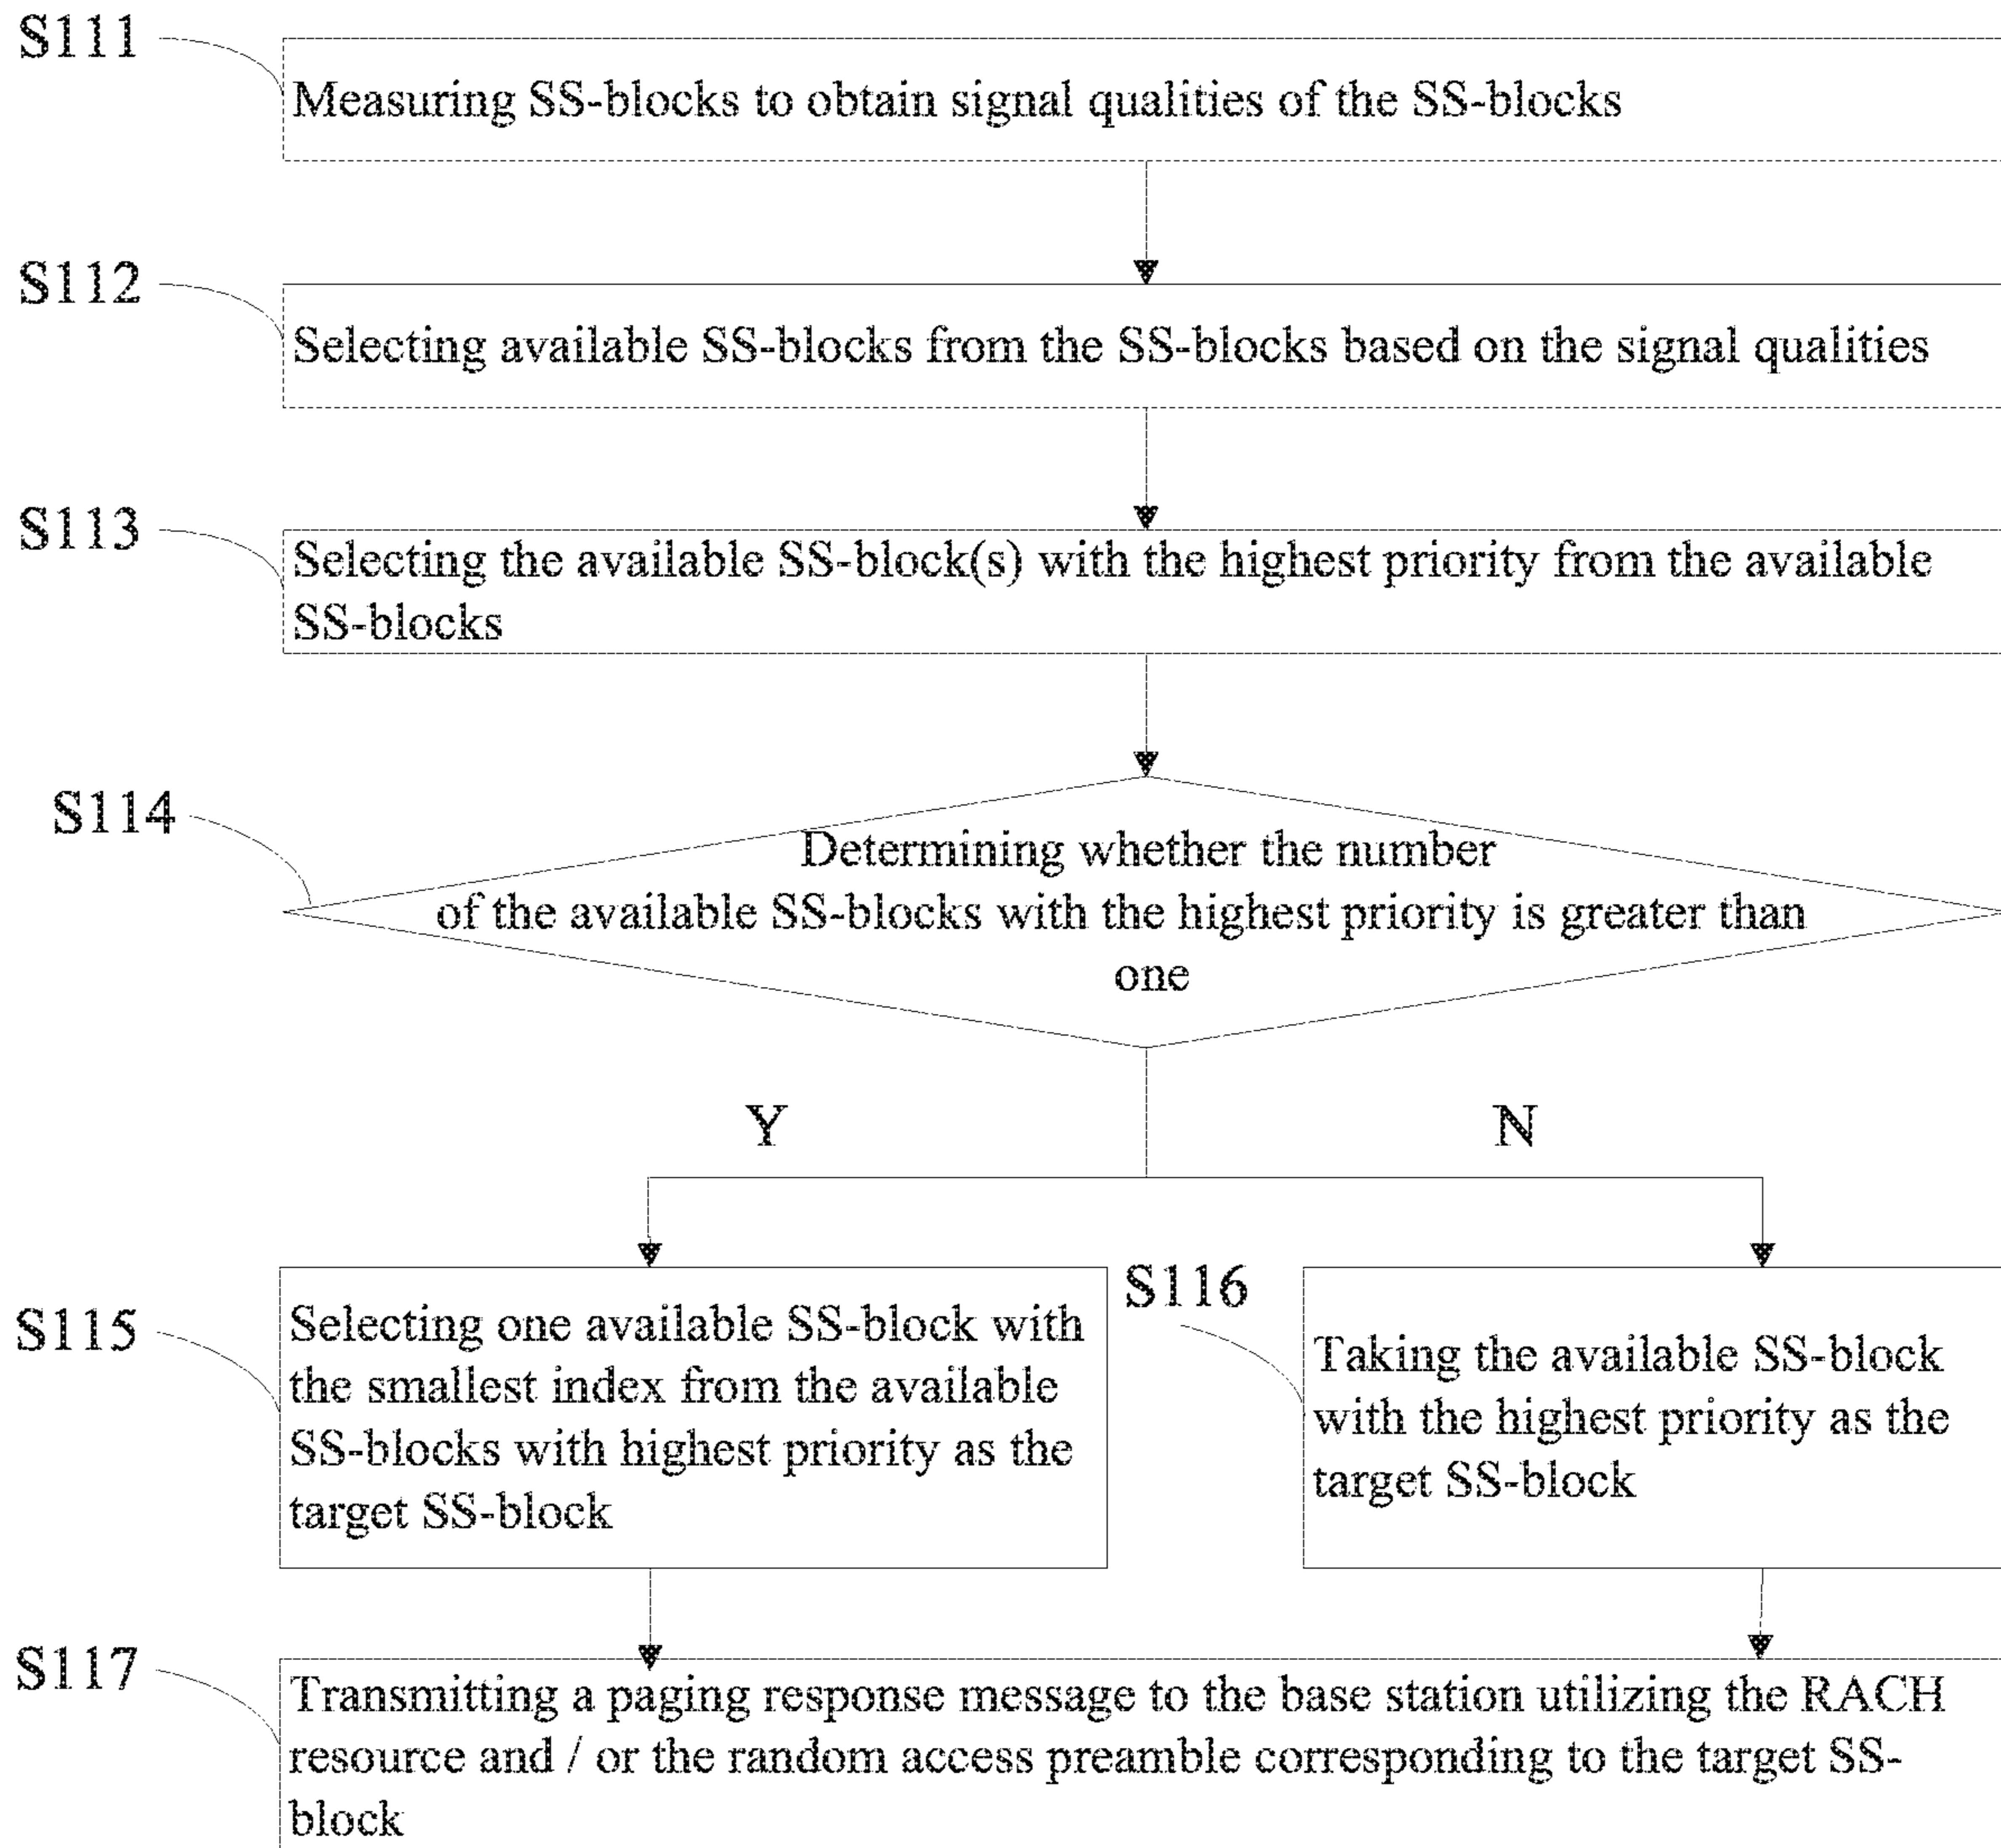 S111
Measuring SS-blocks to obtain signal qualities of the SS-blocks
S112
Selecting available SS-blocks from the SS-blocks based on the signal qualities
S113
Selecting the available SS-block(s) with the highest priority from the available
SS-blocks
S114
Determining whether the number
of the available SS-blocks with the highest priority is greater than
one
Y
N
S115
Selecting one available SS-block with
the smallest index from the available
SS-blocks with highest priority as the
target SS-block
S116
Taking the available SS-block
with the highest priority as the
target SS-block
S117
Transmitting a paging response message to the base station utilizing the RACH
resource and / or the random access preamble corresponding to the target SS-
block